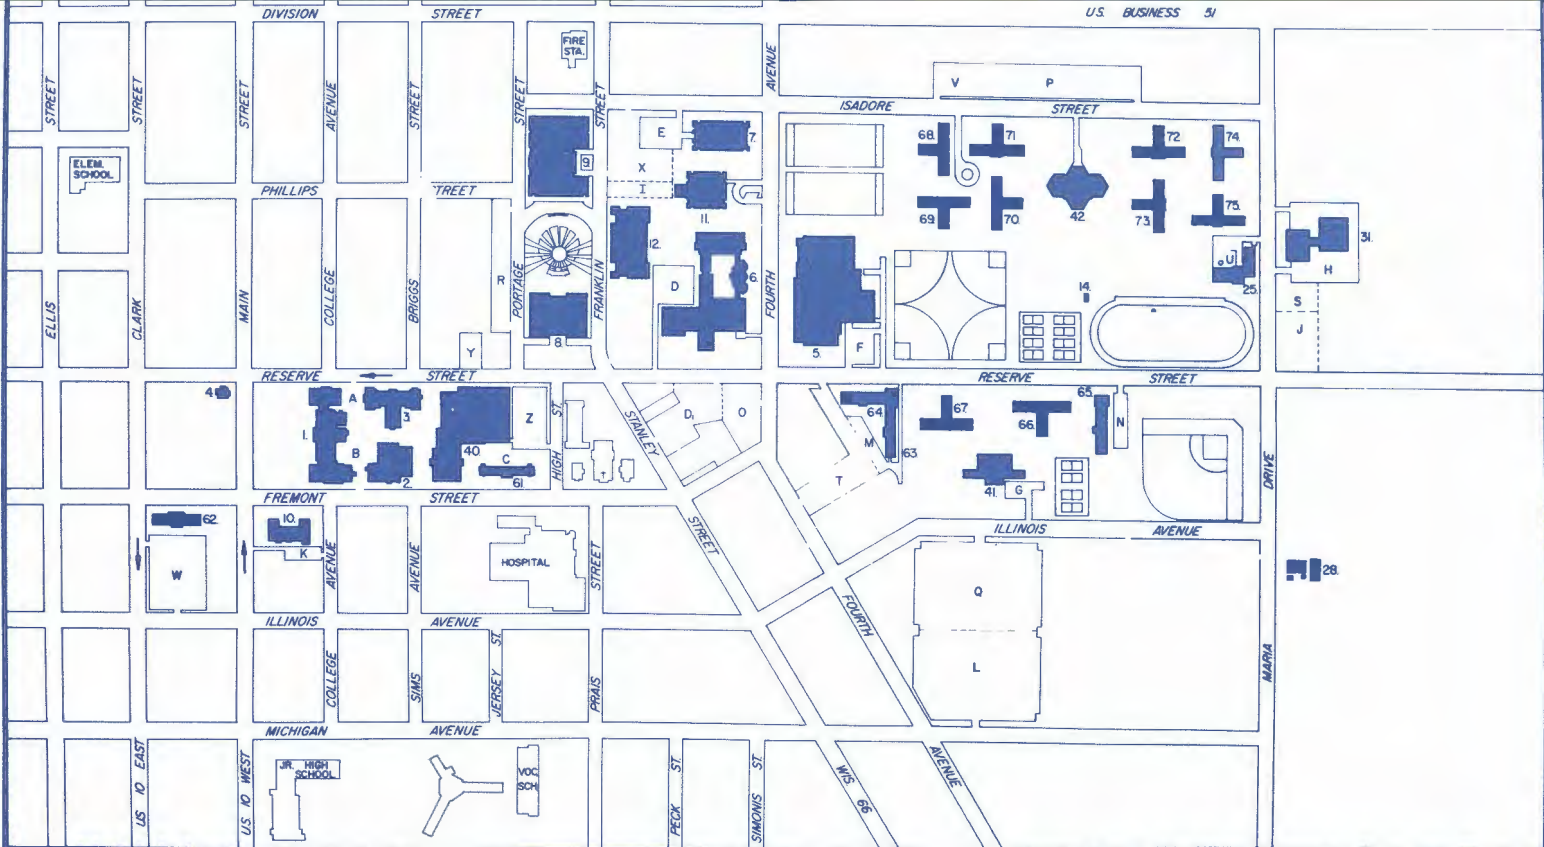 DIVISION STREET
U.S. BUSINESS 51
FIRE
STA.
STREET
STREET
STREET
AVENUE
STREET
STREET
STREET
AVENUE
V
P
ISADORE STREET
ELEM.
SCHOOL
E
7.
9.
X
I
68.
71
72
74.
PHILLIPS TREET
11.
69.
70.
42
73.
75.
12.
31.
6.
U
H
R
D
25.
14.
S
J
ELLIS
CLARK
MAIN
COLLEGE
BRIGGS
PORTAGE
FRANKLIN
FOURTH
Y
8.
5.
F
RESERVE STREET
RESERVE STREET
4
A
3
1.
B
2.
40.
Z
C
61.
HIGH ST.
STANLEY
D.
O
64.
M
63
67.
66.
65.
N
T
41.
G
DRIVE
FREMONT STREET
62.
10.
K
W
AVENUE
AVENUE
HOSPITAL
STREET
STREET
ILLINOIS AVENUE
28.
Q
L
FOURTH
ILLINOIS AVENUE
COLLEGE
SIMS
JERSEY ST.
PRAIS
MARIA
MICHIGAN AVENUE
US 10 EAST
US 10 WEST
JR. HIGH
SCHOOL
VOC.
SCH.
PECK ST.
SIMONIS ST.
WIS. 66
AVENUE